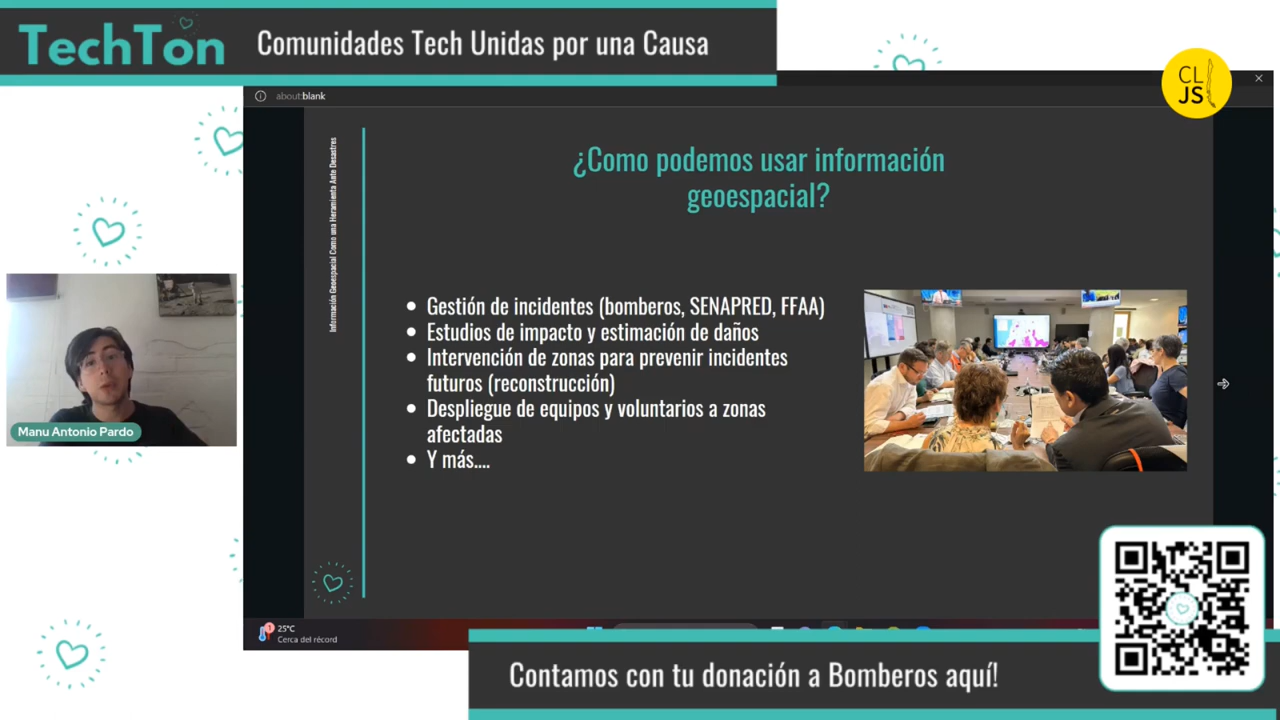 TechTon
Comunidades Tech Unidas por una Causa
CL
JS
about:blank
Información Geoespacial Como una Heramienta Ante Desastres
¿Como podemos usar información
geoespacial?
Gestión de incidentes (bomberos, SENAPRED, FFAA)
Estudios de impacto y estimación de daños
Intervención de zonas para prevenir incidentes
futuros (reconstrucción)
Despliegue de equipos y voluntarios a zonas
afectadas
Y más....
Manu Antonio Pardo
1
25°C
Cerca del récord
Contamos con tu donación a Bomberos aquí!